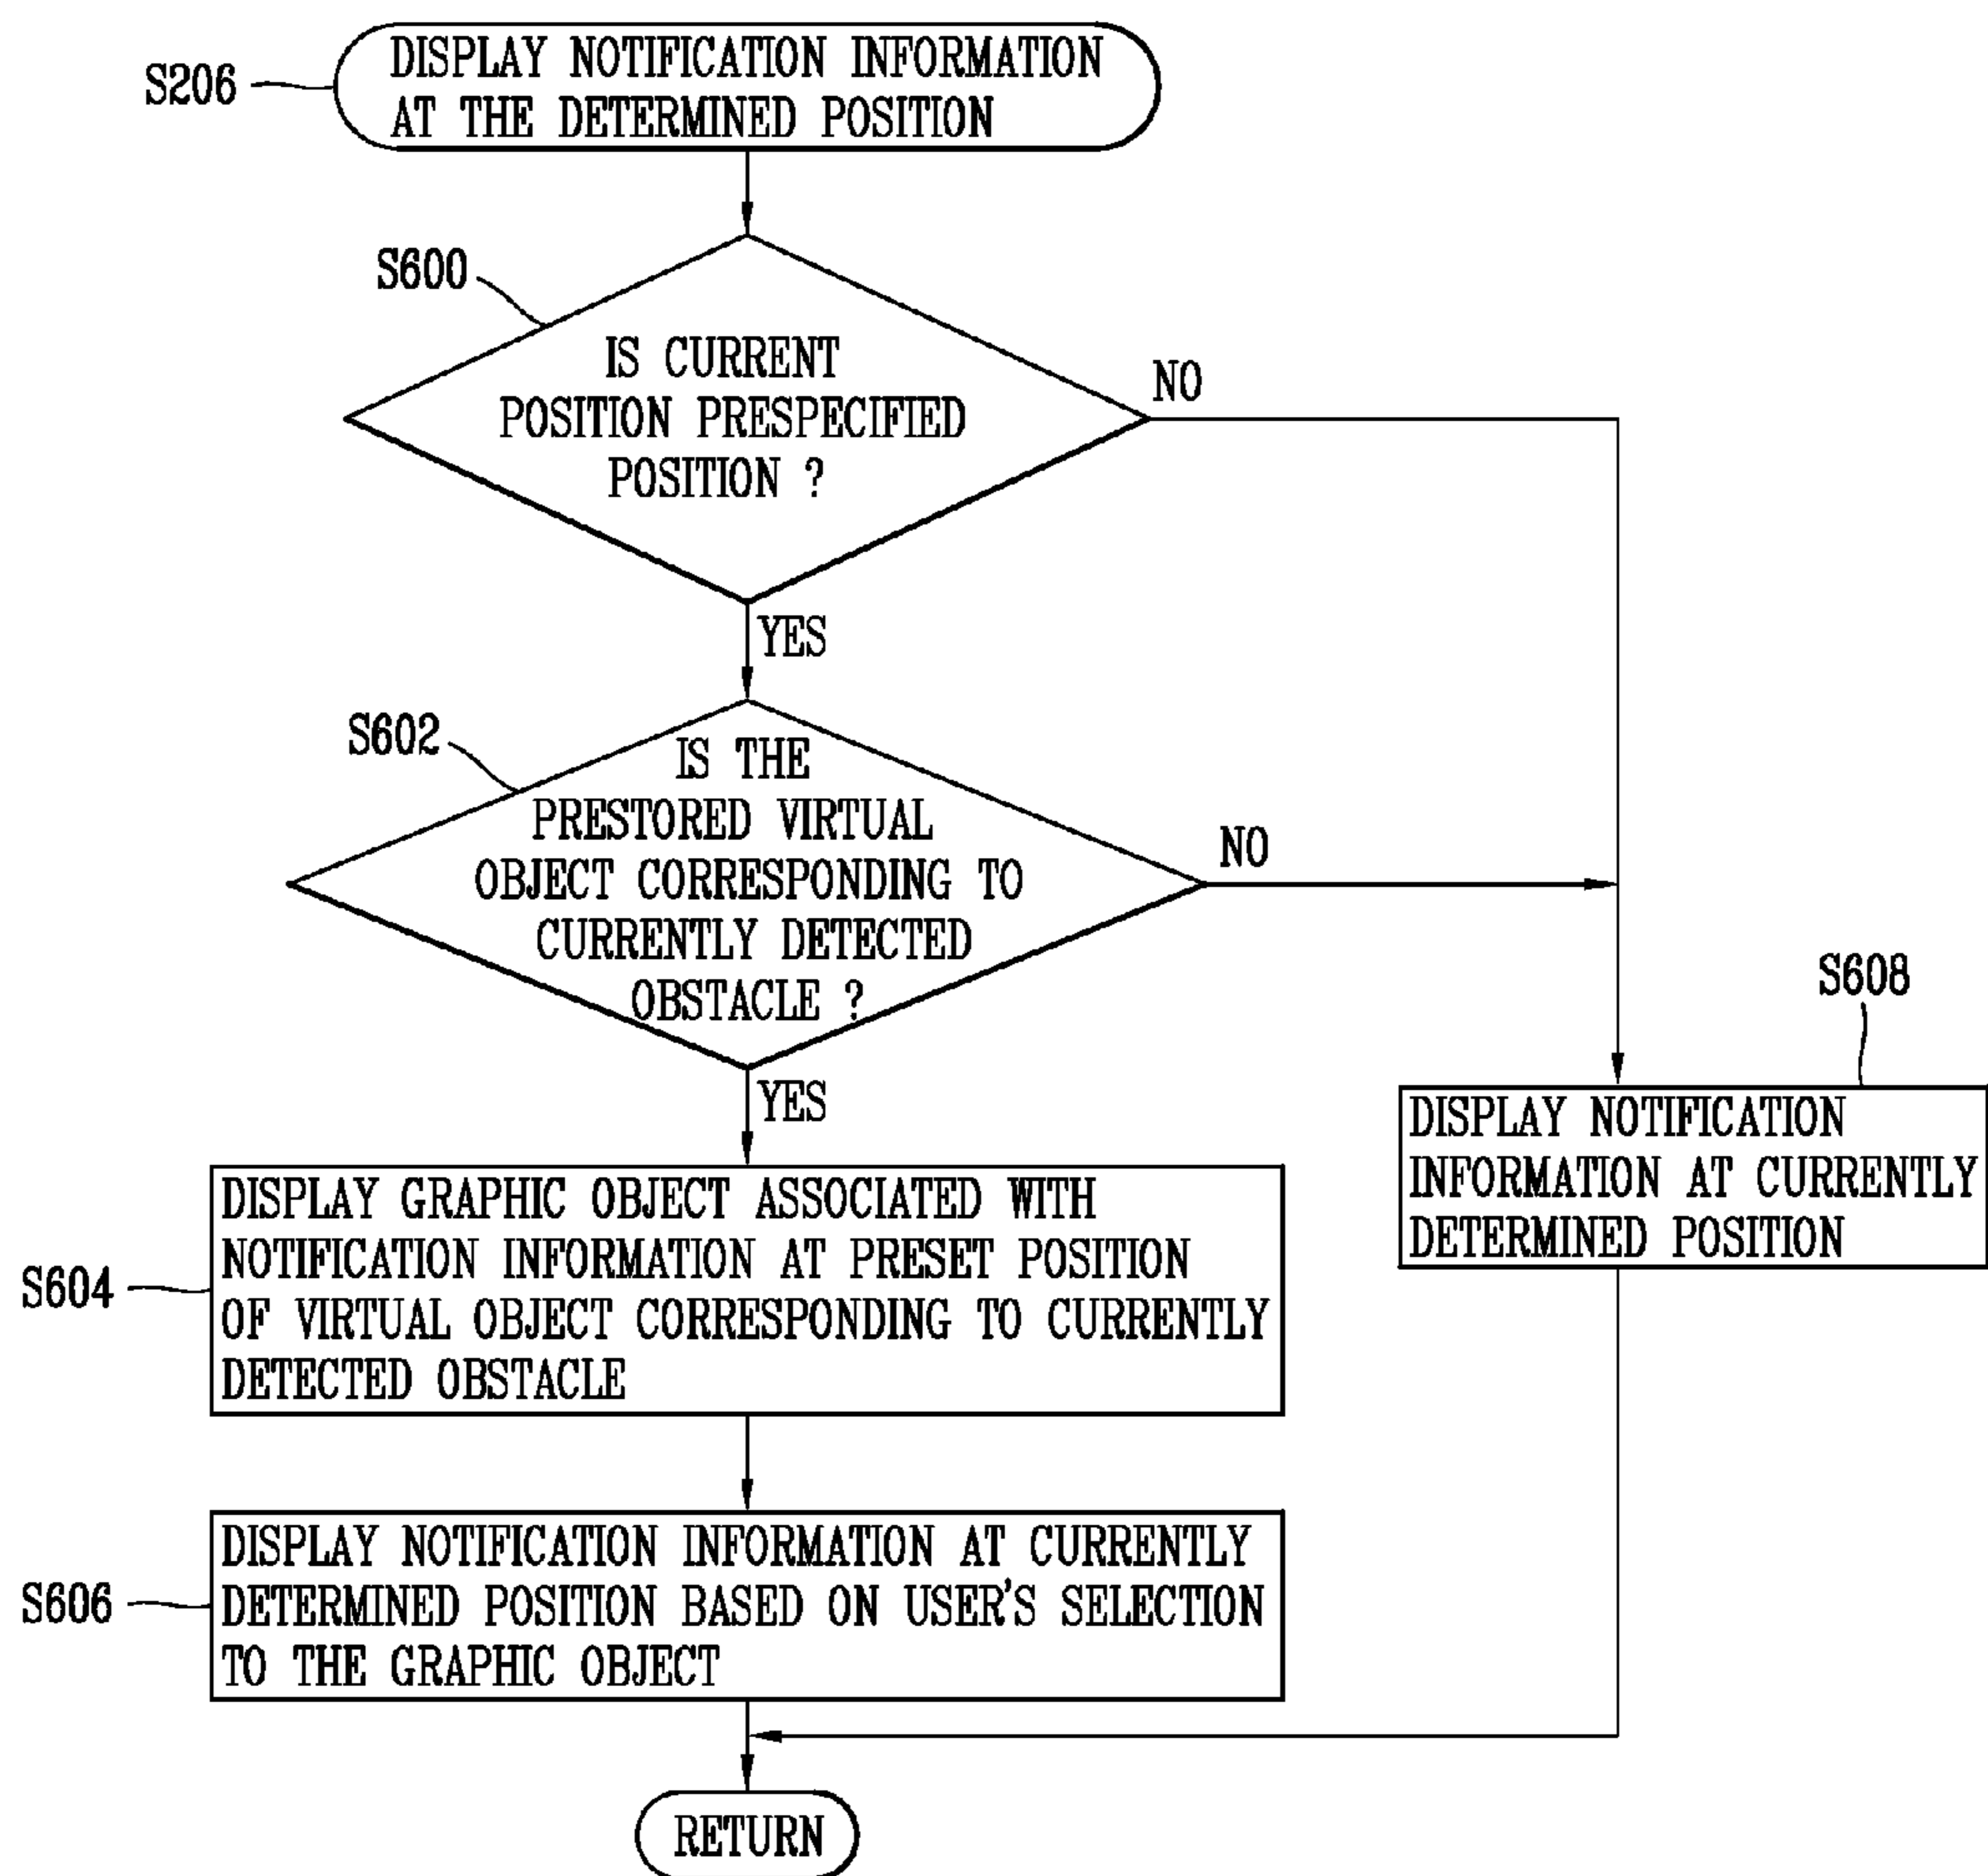 S206
DISPLAY NOTIFICATION INFORMATION
AT THE DETERMINED POSITION
S600
IS CURRENT
POSITION PRESPECIFIED
POSITION ?
NO
YES
S602
IS THE
PRESTORED VIRTUAL
OBJECT CORRESPONDING TO
CURRENTLY DETECTED
OBSTACLE ?
NO
YES
S608
DISPLAY NOTIFICATION
INFORMATION AT CURRENTLY
DETERMINED POSITION
S604
DISPLAY GRAPHIC OBJECT ASSOCIATED WITH
NOTIFICATION INFORMATION AT PRESET POSITION
OF VIRTUAL OBJECT CORRESPONDING TO CURRENTLY
DETECTED OBSTACLE
S606
DISPLAY NOTIFICATION INFORMATION AT CURRENTLY
DETERMINED POSITION BASED ON USER'S SELECTION
TO THE GRAPHIC OBJECT
RETURN